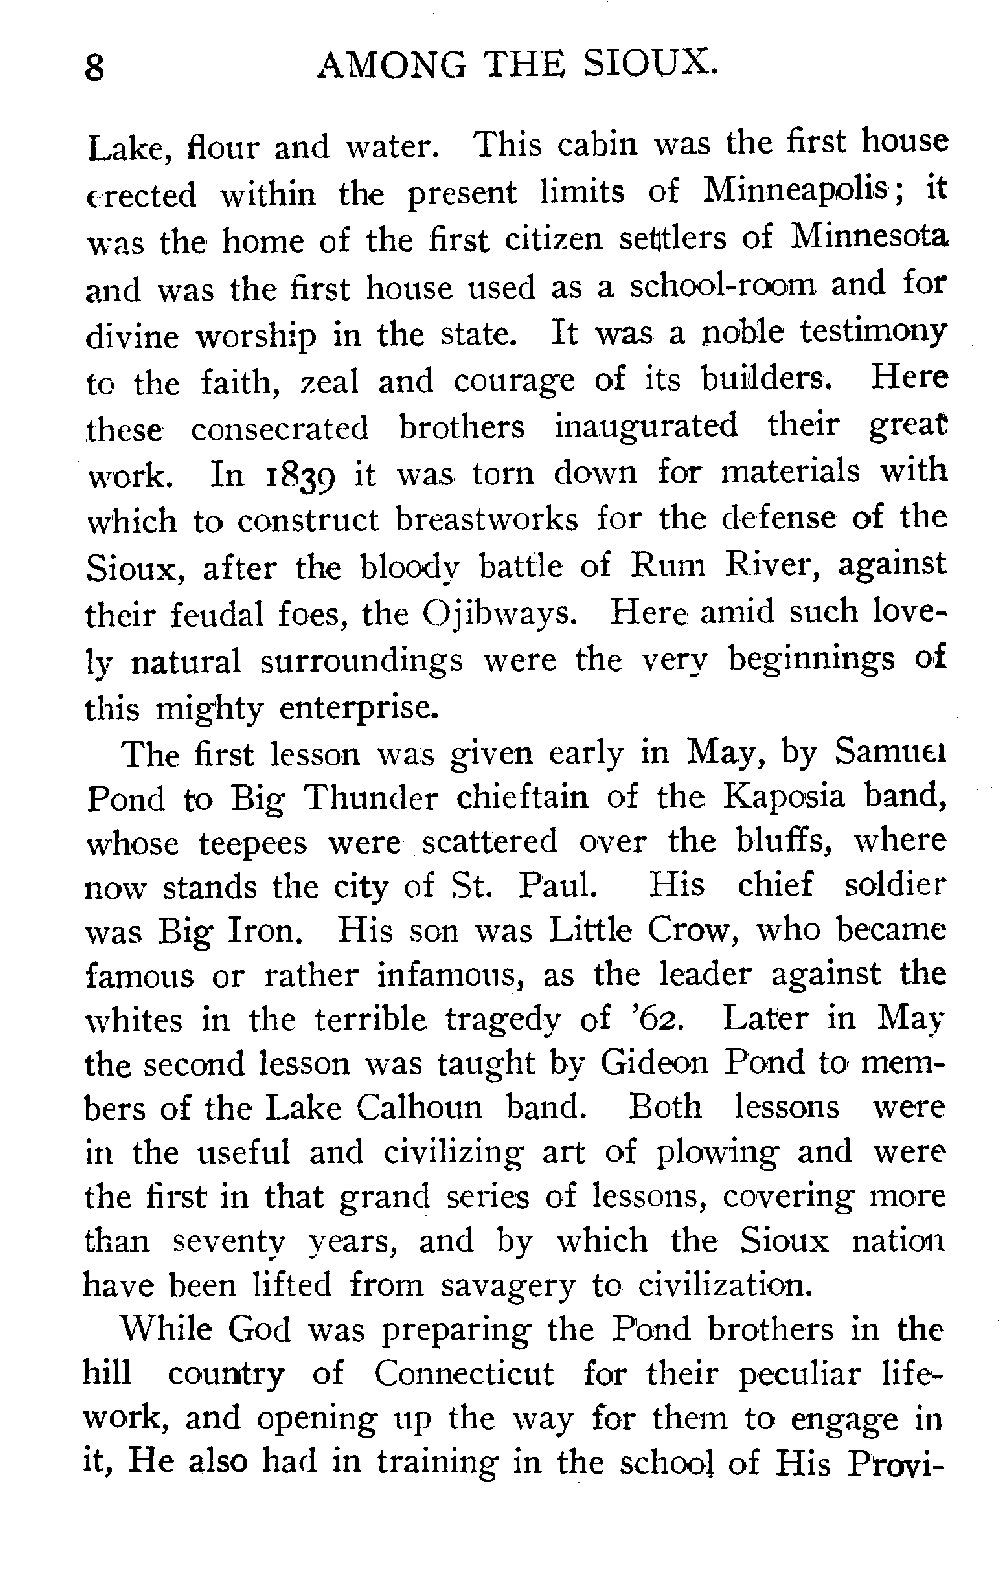 8 AMONG THE SIOUX.
Lake, flour and water. This cabin was the first house
erected within the present limits of Minneapolis; it
was the home of the first citizen settlers of Minnesota
and was the first house used as a school-room and for
divine worship in the state. It was a noble testimony
to the faith, zeal and courage of its builders. Here
these consecrated brothers inaugurated their great
work. In 1839 it was torn down for materials with
which to construct breastworks for the defense of the
Sioux, after the bloody battle of Rum River, against
their feudal foes, the Ojibways. Here amid such love-
ly natural surroundings were the very beginnings of
this mighty enterprise.
The first lesson was given early in May, by Samuel
Pond to Big Thunder chieftain of the Kaposia band,
whose teepees were scattered over the bluffs, where
now stands the city of St. Paul. His chief soldier
was Big Iron. His son was Little Crow, who became
famous or rather infamous, as the leader against the
whites in the terrible tragedy of ’62. Later in May
the second lesson was taught by Gideon Pond to mem-
bers of the Lake Calhoun band. Both lessons were
in the useful and civilizing art of plowing and were
the first in that grand series of lessons, covering more
than seventy years, and by which the Sioux nation
have been lifted from savagery to civilization.
While God was preparing the Pond brothers in the
hill country of Connecticut for their peculiar life-
work, and opening up the way for them to engage in
it, He also had in training in the school of His Provi-